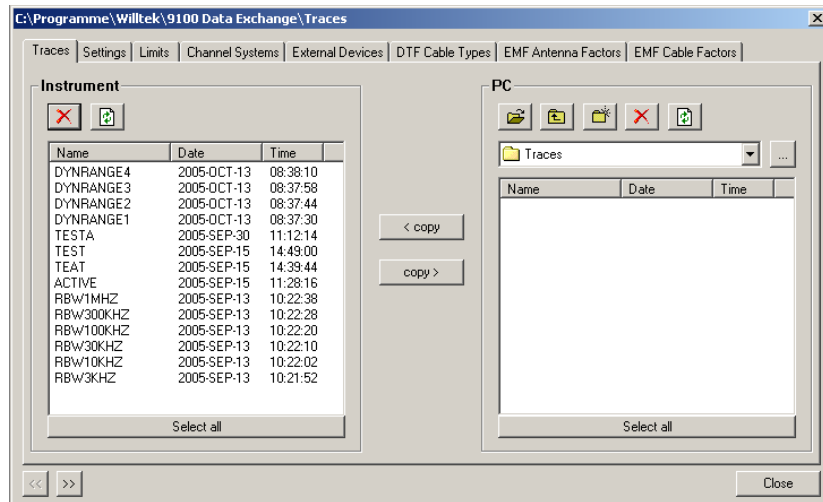 C:\Programme\Willtek\9100 Data Exchange\Traces
Traces Settings Limits Channel Systems External Devices DTF Cable Types EMF Antenna Factors EMF Cable Factors
Instrument
Name Date Time
DYNRANGE4 2005-OCT-13 08:38:10
DYNRANGE3 2005-OCT-13 08:37:58
DYNRANGE2 2005-OCT-13 08:37:44
DYNRANGE1 2005-OCT-13 08:37:30
TESTA 2005-SEP-30 11:12:14
TEST 2005-SEP-15 14:49:00
TEAT 2005-SEP-15 14:39:44
ACTIVE 2005-SEP-15 11:28:16
RBW1MHZ 2005-SEP-13 10:22:38
RBW300KHZ 2005-SEP-13 10:22:28
RBW100KHZ 2005-SEP-13 10:22:20
RBW30KHZ 2005-SEP-13 10:22:10
RBW10KHZ 2005-SEP-13 10:22:02
RBW3KHZ 2005-SEP-13 10:21:52
Select all
< copy
copy >
PC
Traces ...
Name Date Time
Select all
<< >>
Close